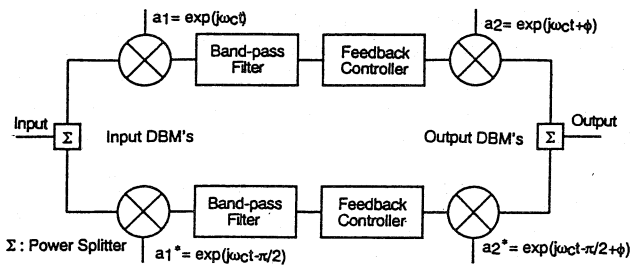 a1= exp(jωct)
a2= exp(jωct+ϕ)
Band-pass
Filter
Feedback
Controller
Input
Σ
Input DBM's
Output DBM's
Σ
Output
Band-pass
Filter
Feedback
Controller
Σ : Power Splitter
a1*= exp(jωct-π/2)
a2*= exp(jωct-π/2+ϕ)